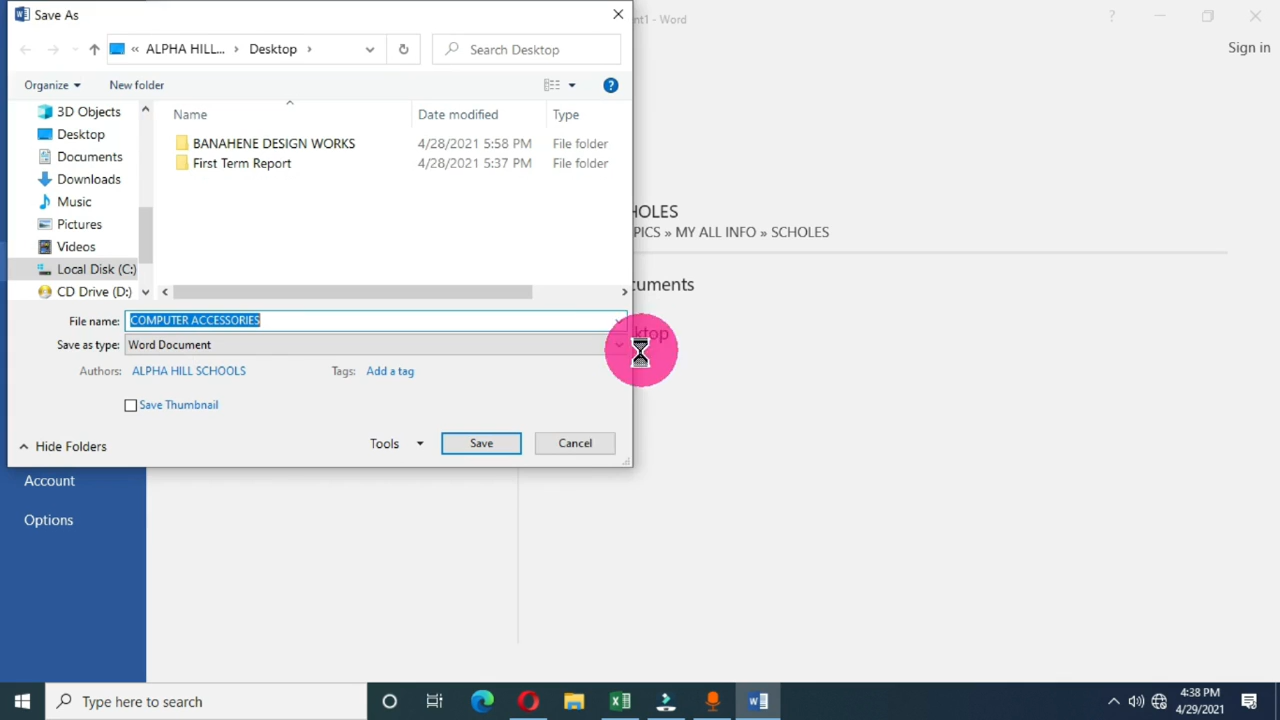 Save As
nt1 - Word
?
Sign in
« ALPHA HILL... › Desktop ›
Search Desktop
Organize
New folder
?
3D Objects
Desktop
Documents
Downloads
Music
Pictures
Videos
Local Disk (C:)
CD Drive (D:)
Name Date modified Type
BANAHENE DESIGN WORKS 4/28/2021 5:58 PM File folder
First Term Report 4/28/2021 5:37 PM File folder
HOLES
PICS » MY ALL INFO » SCHOLES
cuments
ktop
File name: COMPUTER ACCESSORIES
Save as type: Word Document
Authors: ALPHA HILL SCHOOLS Tags: Add a tag
Save Thumbnail
Hide Folders
Tools
Save
Cancel
Account
Options
Type here to search
4:38 PM
4/29/2021